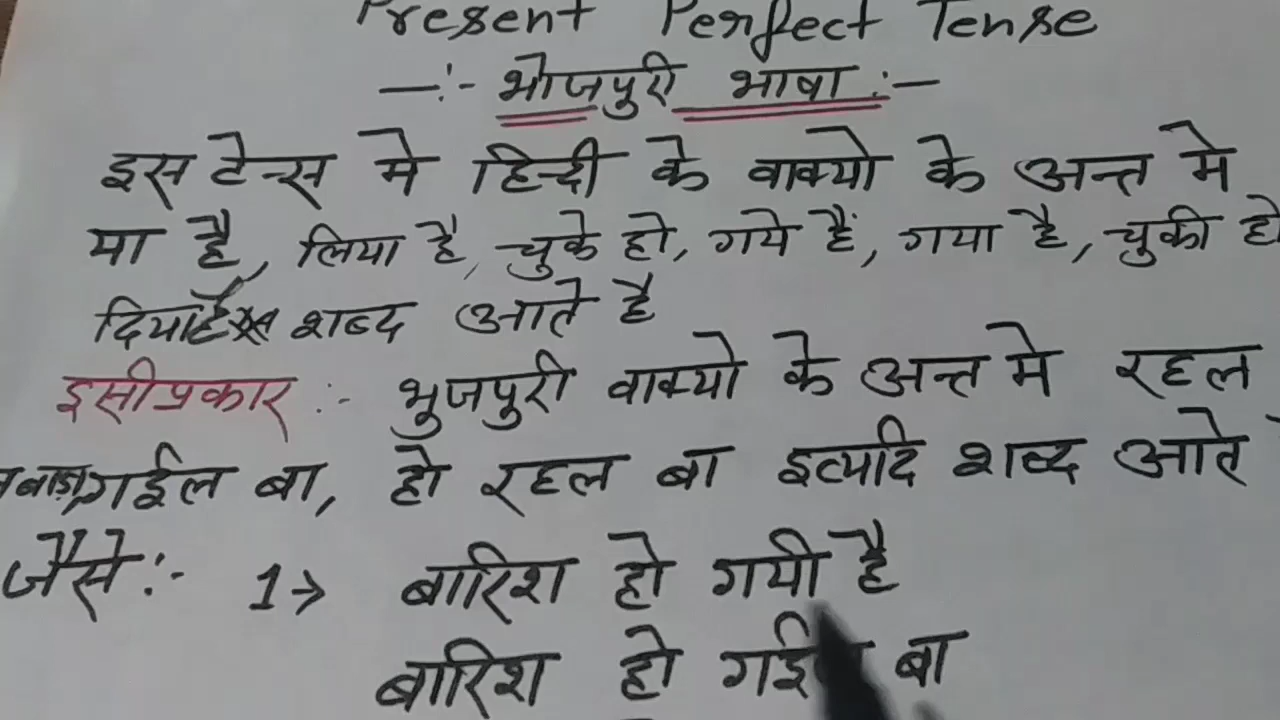 Present Perfect Tense
-:- भोजपुरी भाषा :-
इस टेन्स मे हिन्दी के वाक्यो के अन्त मे
या है, लिया है, चुके हो, गये हैं, गया है, चुकी हो
दिया है शब्द आते है
इसीप्रकार :- भुजपुरी वाक्यो के अन्त मे रहल
गईल बा, हो रहल बा इत्यादि शब्द आते
जैसे :- 1→ बारिश हो गयी है
बारिश हो गईल बा